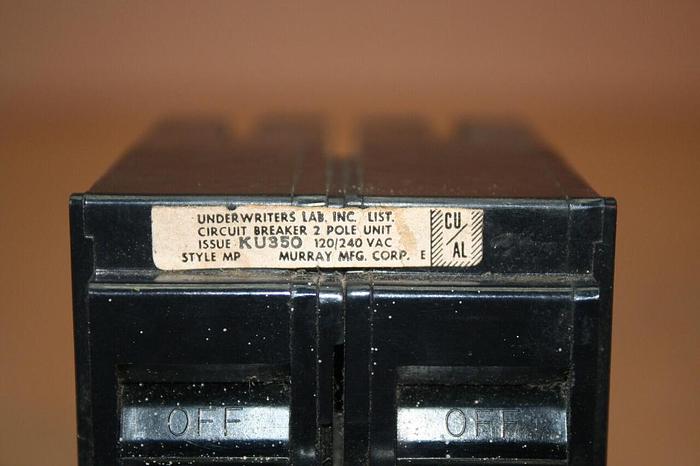 UNDERWRITERS LAB. INC. LIST.
CIRCUIT BREAKER 2 POLE UNIT
ISSUE KU350 120/240 VAC
STYLE MP MURRAY MFG. CORP. E
CU/AL
OFF OFF